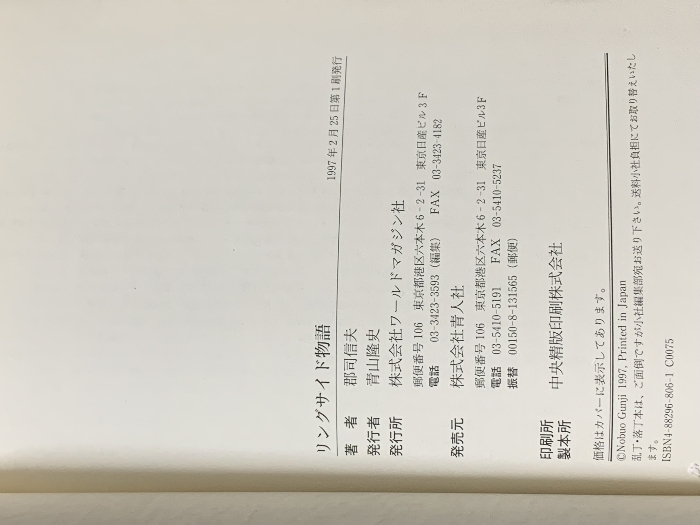 リングサイド物語
1997年2月25日第1刷発行
著者 郡司信夫
発行者 青山隆史
発行所 株式会社ワールドマガジン社
郵便番号106 東京都港区六本木6-2-31 東京日産ビル3F
電話 03-3423-3593(編集) FAX 03-3423-4182
発売元 株式会社青人社
郵便番号106 東京都港区六本木6-2-31 東京日産ビル3F
電話 03-5410-5191 FAX 03-5410-5237
振替 00150-8-131565(郵便)
印刷所
製本所 中央精版印刷株式会社
価格はカバーに表示してあります。
©Nobuo Gunji 1997, Printed in Japan
乱丁・落丁本は、ご面倒ですが小社編集部宛お送り下さい。送料小社負担にてお取り替えいたし
ます。
ISBN4-88296-806-1 C0075